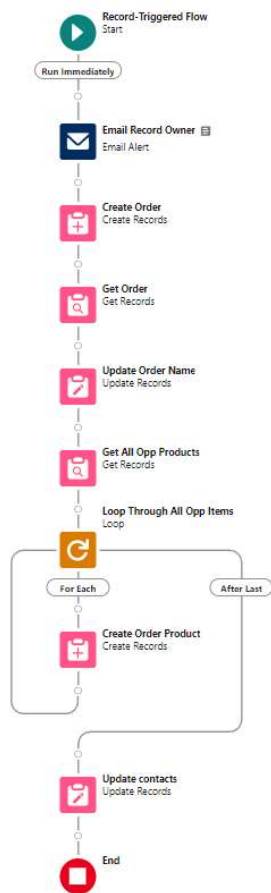 Record-Triggered Flow
Start
Run Immediately
Email Record Owner
Email Alert
Create Order
Create Records
Get Order
Get Records
Update Order Name
Update Records
Get All Opp Products
Get Records
Loop Through All Opp Items
Loop
For Each
After Last
Create Order Product
Create Records
Update contacts
Update Records
End